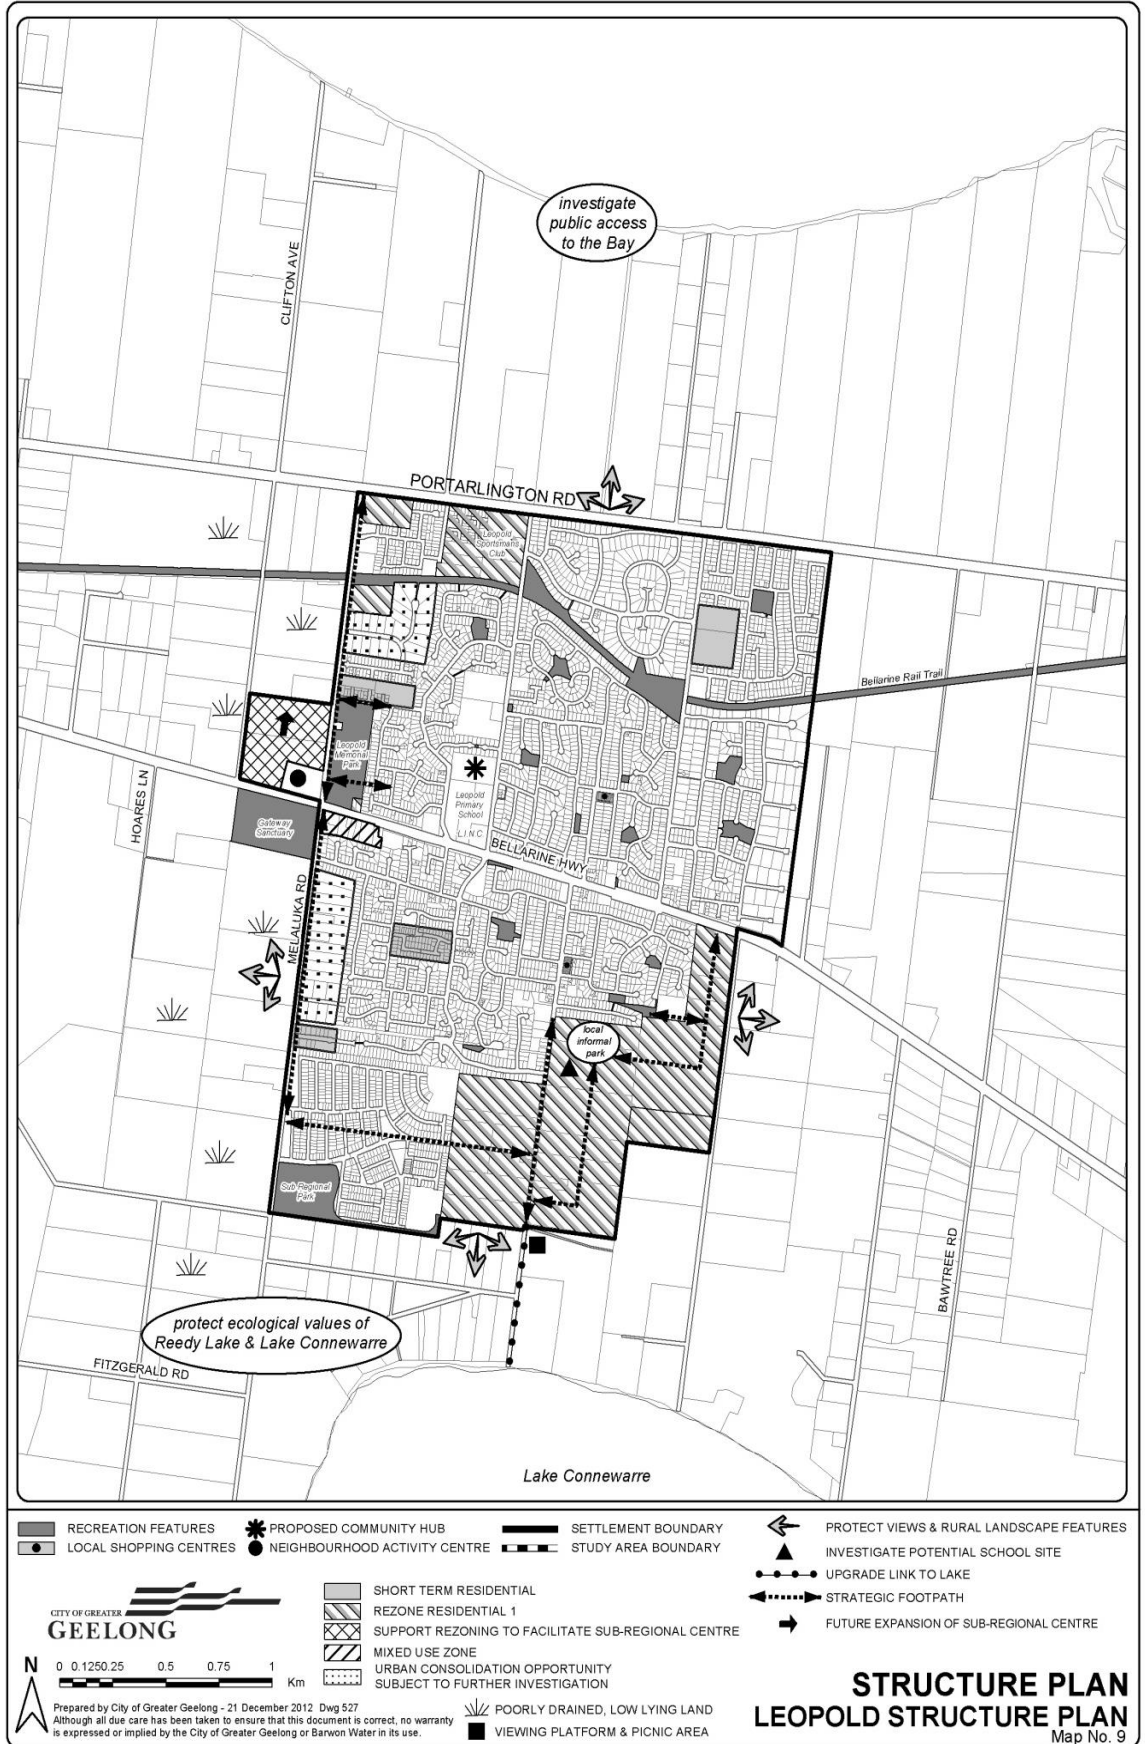 investigate
public access
to the Bay
CLIFTON AVE
PORTARLINGTON RD
Leopold
Sportsmans
Club
Bellarine Rail Trail
Leopold
Memorial
Park
HOARES LN
Gateway
Sanctuary
Leopold
Primary
School
L.I.N.C
BELLARINE HWY
MELALUKA RD
local
informal
park
Sub Regional
Park
BAWTREE RD
protect ecological values of
Reedy Lake & Lake Connewarre
FITZGERALD RD
Lake Connewarre
RECREATION FEATURES
LOCAL SHOPPING CENTRES
PROPOSED COMMUNITY HUB
NEIGHBOURHOOD ACTIVITY CENTRE
SETTLEMENT BOUNDARY
STUDY AREA BOUNDARY
PROTECT VIEWS & RURAL LANDSCAPE FEATURES
INVESTIGATE POTENTIAL SCHOOL SITE
UPGRADE LINK TO LAKE
STRATEGIC FOOTPATH
FUTURE EXPANSION OF SUB-REGIONAL CENTRE
CITY OF GREATER
GEELONG
SHORT TERM RESIDENTIAL
REZONE RESIDENTIAL 1
SUPPORT REZONING TO FACILITATE SUB-REGIONAL CENTRE
MIXED USE ZONE
URBAN CONSOLIDATION OPPORTUNITY
SUBJECT TO FURTHER INVESTIGATION
POORLY DRAINED, LOW LYING LAND
VIEWING PLATFORM & PICNIC AREA
N
0 0.1250.25 0.5 0.75 1
Km
Prepared by City of Greater Geelong - 21 December 2012 Dwg 527
Although all due care has been taken to ensure that this document is correct, no warranty
is expressed or implied by the City of Greater Geelong or Barwon Water in its use.
STRUCTURE PLAN
LEOPOLD STRUCTURE PLAN
Map No. 9